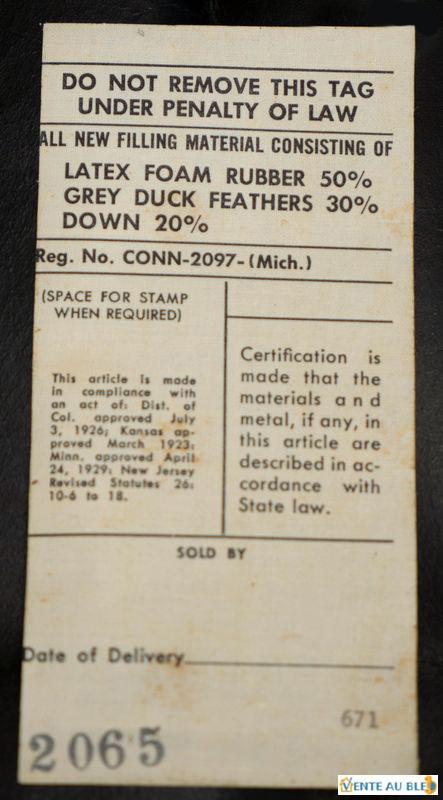 DO NOT REMOVE THIS TAG
UNDER PENALTY OF LAW
ALL NEW FILLING MATERIAL CONSISTING OF
LATEX FOAM RUBBER 50%
GREY DUCK FEATHERS 30%
DOWN 20%
Reg. No. CONN-2097-(Mich.)
(SPACE FOR STAMP
WHEN REQUIRED)
This article is made
in compliance with
an act of: Dist. of
Col. approved July
3, 1926; Kansas ap-
proved March 1923;
Minn. approved April
24, 1929; New Jersey
Revised Statutes 26:
10-6 to 18.
Certification is
made that the
materials and
metal, if any, in
this article are
described in ac-
cordance with
State law.
SOLD BY
Date of Delivery
671
2065
VENTE AU BLE